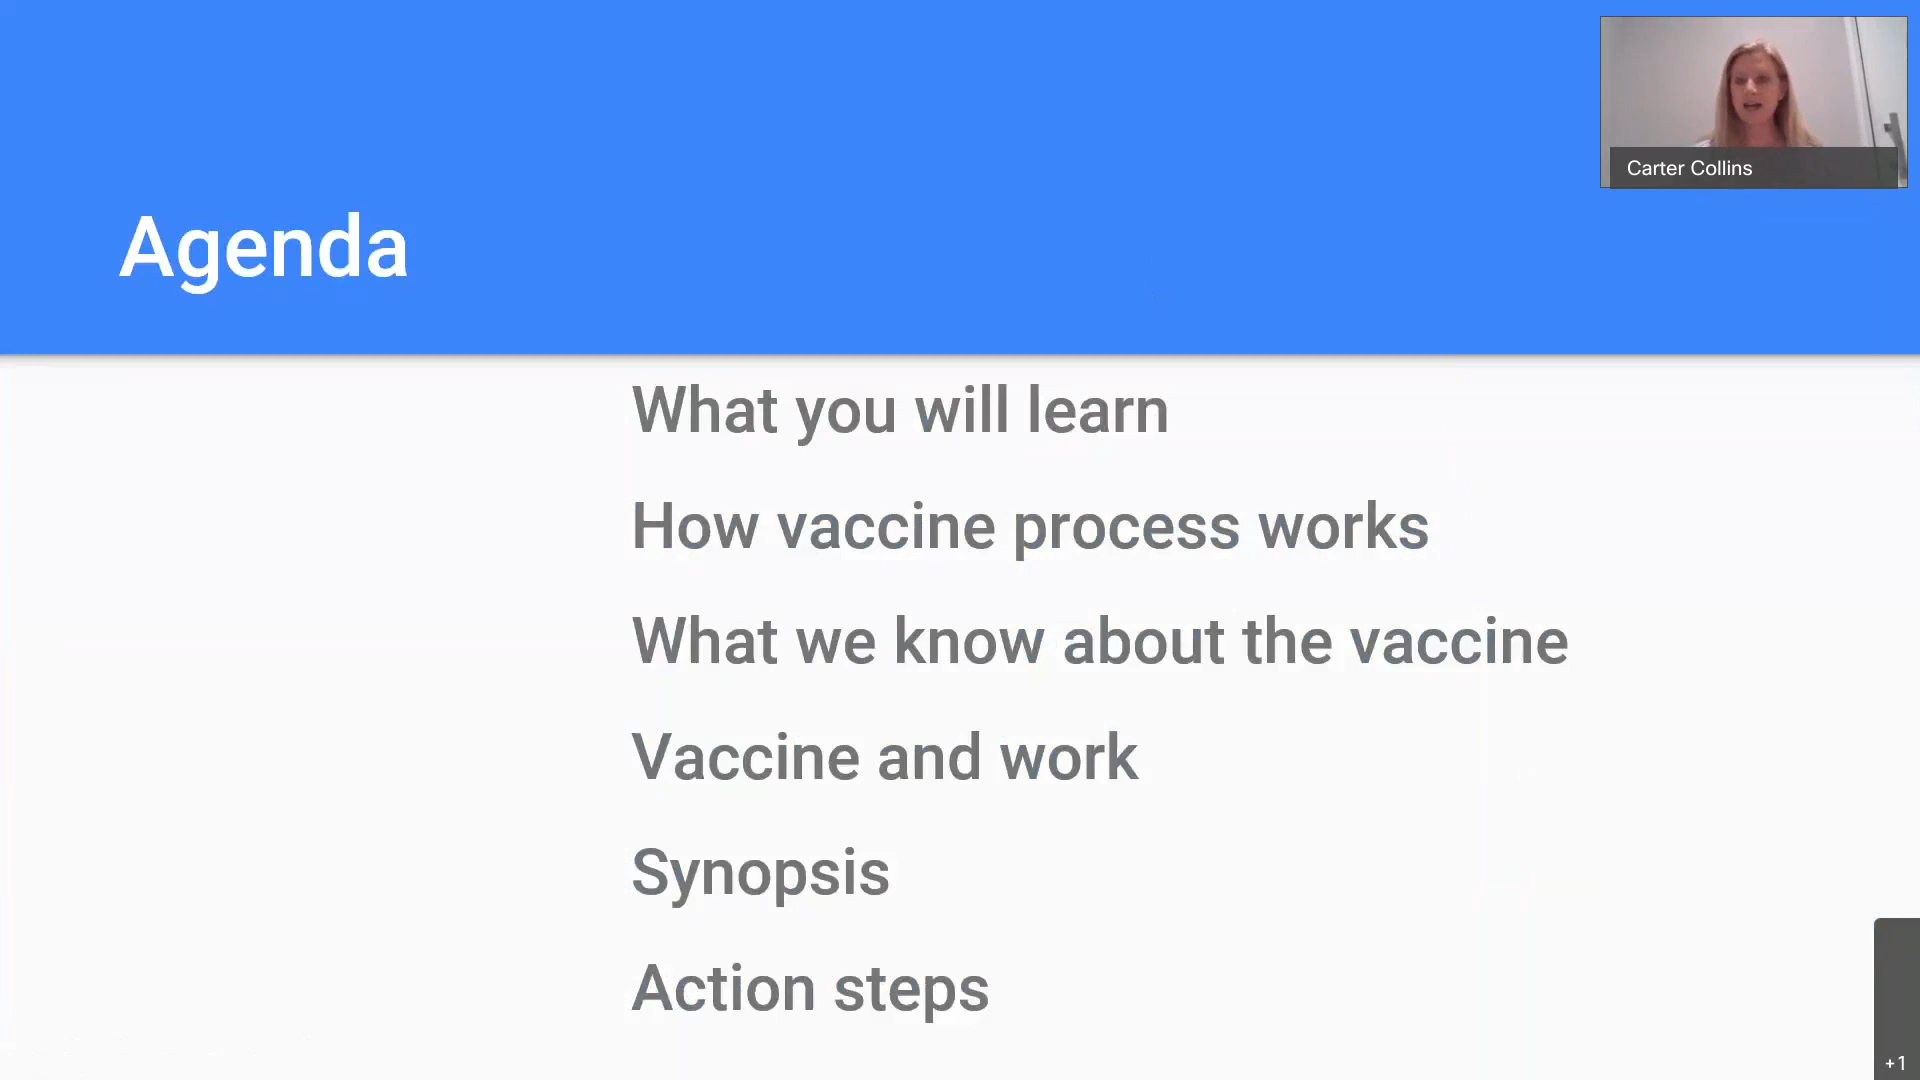 Carter Collins
Agenda
What you will learn
How vaccine process works
What we know about the vaccine
Vaccine and work
Synopsis
Action steps
+1